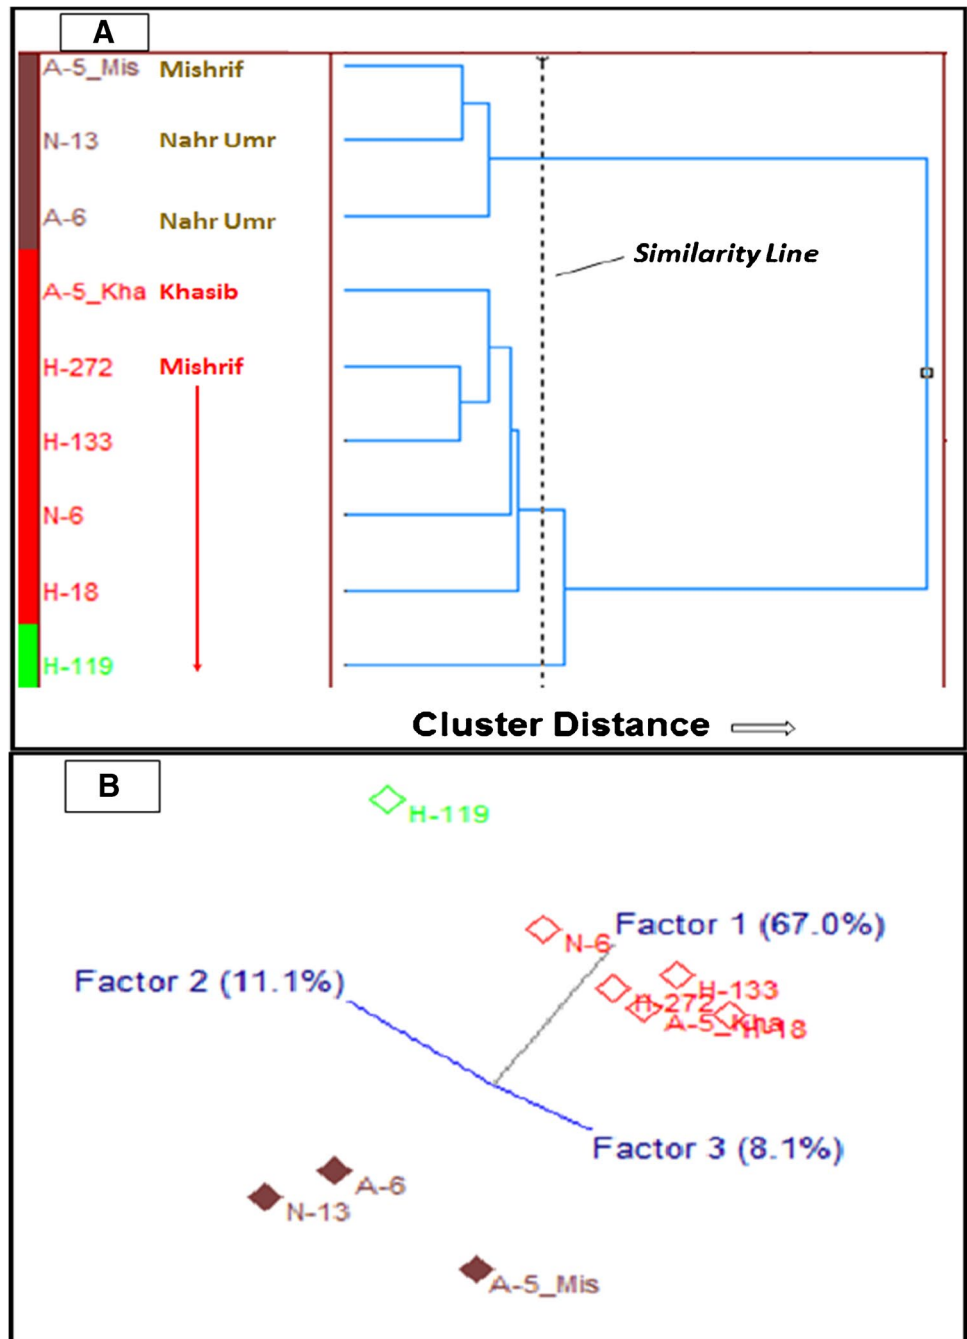 A
A-5_Mis Mishrif
N-13 Nahr Umr
A-6 Nahr Umr
Similarity Line
A-5_Kha Khasib
H-272 Mishrif
H-133
N-6
H-18
H-119
Cluster Distance
B
H-119
Factor 1 (67.0%)
N-6
Factor 2 (11.1%)
H-133
H-272
A-5_Kha
H-18
Factor 3 (8.1%)
A-6
N-13
A-5_Mis